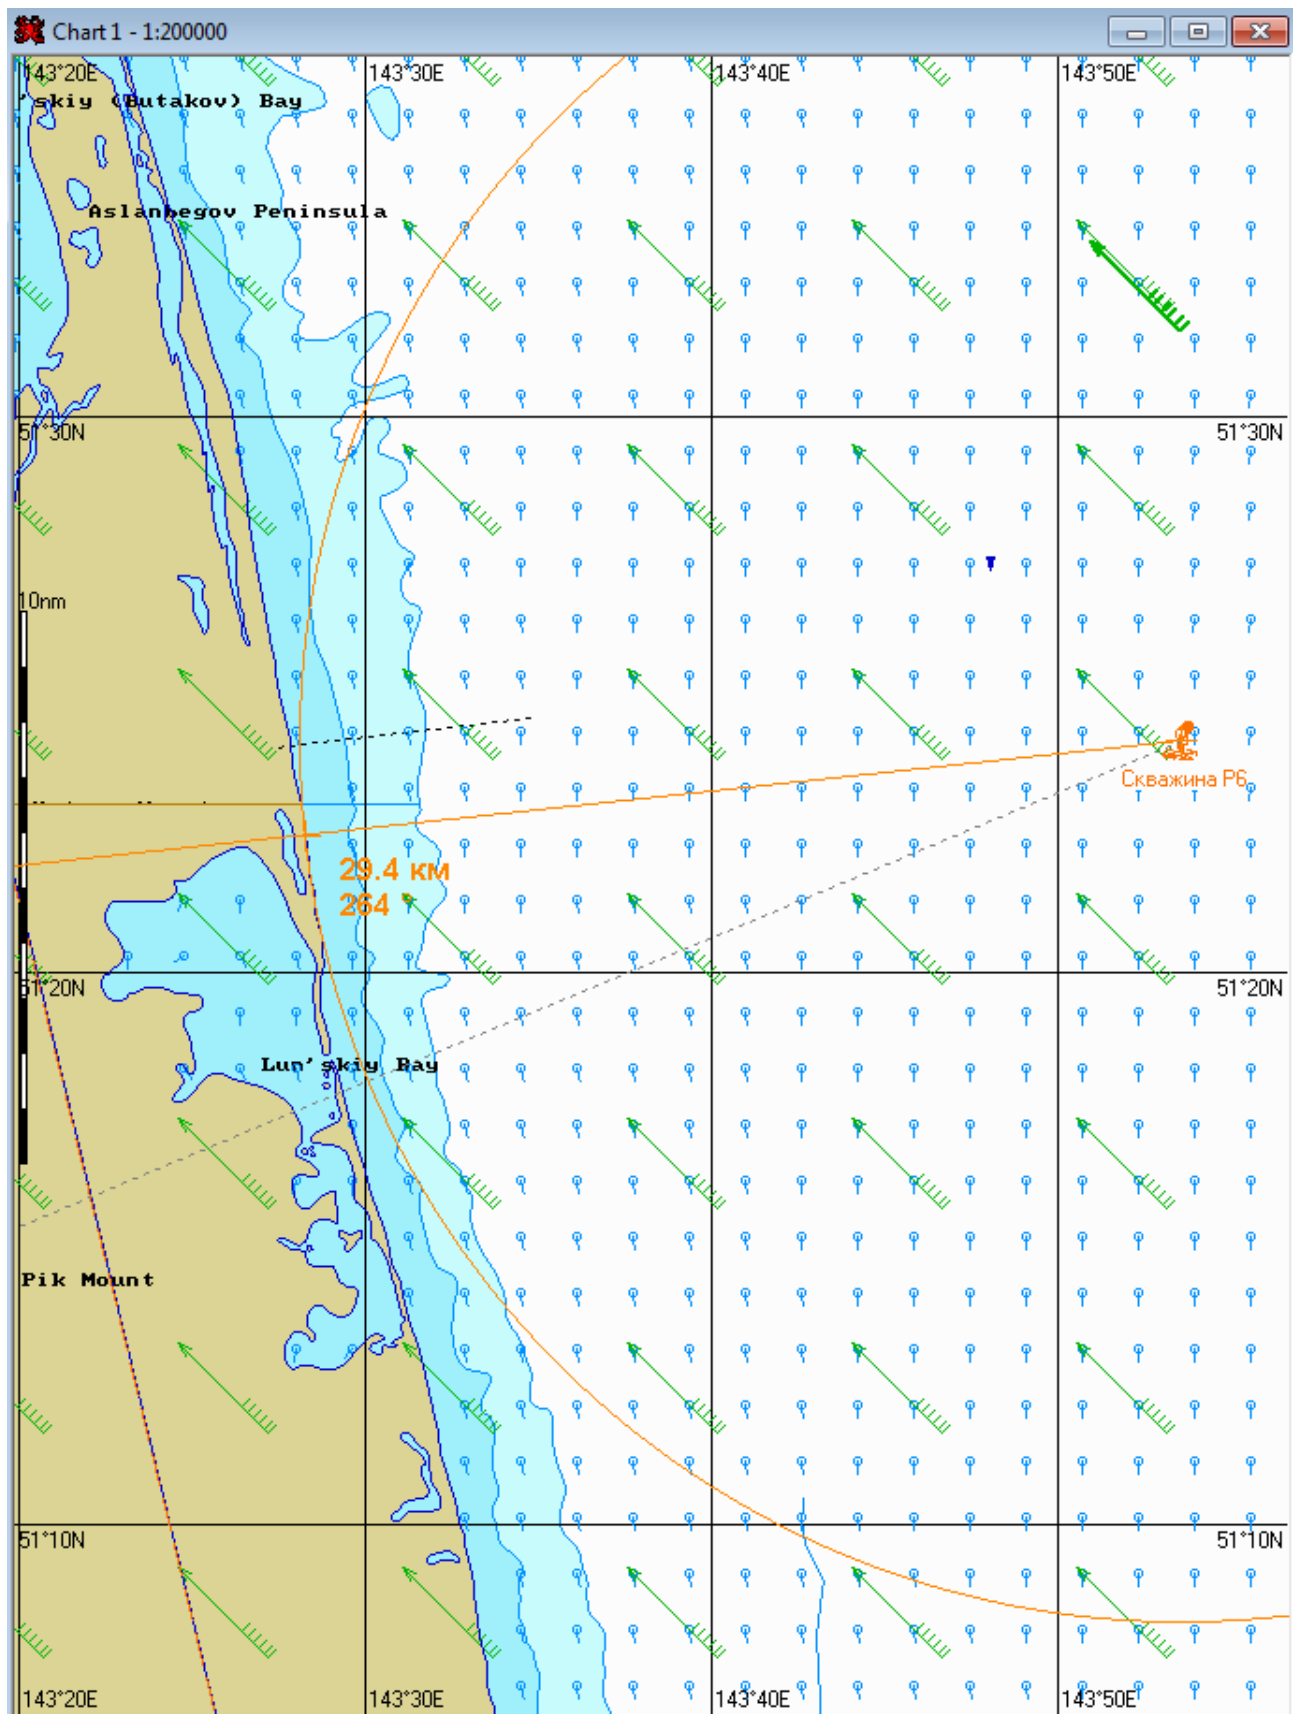 Chart 1 - 1:200000
143°20E 143°30E 143°40E 143°50E
'skiy (Butakov) Bay
Aslanbegov Peninsula
51°30N 51°30N
10nm
Скважина Р6
29.4 км
264
51°20N 51°20N
Lun'skiy Bay
Pik Mount
51°10N 51°10N
143°20E 143°30E 143°40E 143°50E